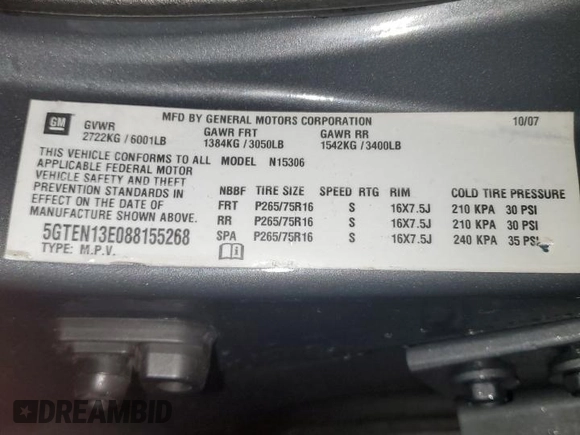 GM
MFD BY GENERAL MOTORS CORPORATION 10/07
GVWR GAWR FRT GAWR RR
2722KG / 6001LB 1384KG / 3050LB 1542KG / 3400LB
THIS VEHICLE CONFORMS TO ALL MODEL N15306
APPLICABLE FEDERAL MOTOR
VEHICLE SAFETY AND THEFT
PREVENTION STANDARDS IN
EFFECT ON THE DATE OF
MANUFACTURE SHOWN ABOVE.
5GTEN13E088155268
TYPE: M.P.V.
NBBF TIRE SIZE SPEED RTG RIM COLD TIRE PRESSURE
FRT P265/75R16 S 16X7.5J 210 KPA 30 PSI
RR P265/75R16 S 16X7.5J 210 KPA 30 PSI
SPA P265/75R16 S 16X7.5J 240 KPA 35 PSI
DREAMBID